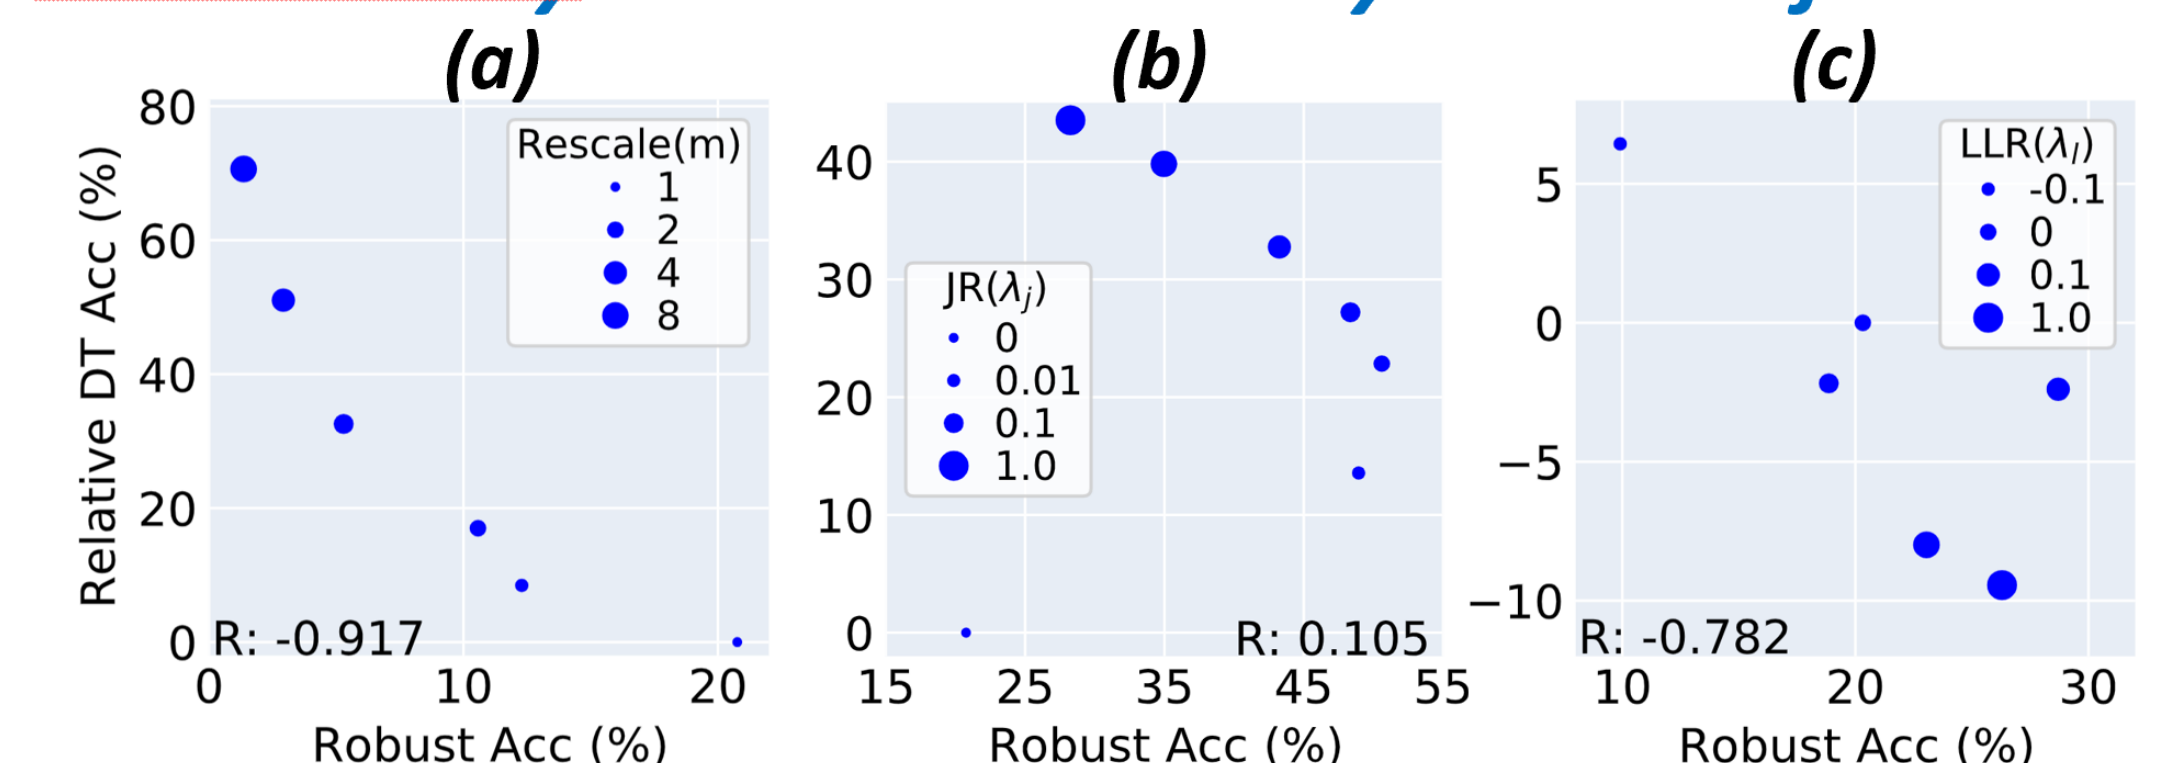 (a)
(b)
(c)
Relative DT Acc (%)
80
60
40
20
0
Rescale(m)
1
2
4
8
R: -0.917
0
10
20
Robust Acc (%)
40
30
20
10
0
JR(λj)
0
0.01
0.1
1.0
R: 0.105
15
25
35
45
55
Robust Acc (%)
5
0
−5
−10
LLR(λl)
-0.1
0
0.1
1.0
R: -0.782
10
20
30
Robust Acc (%)